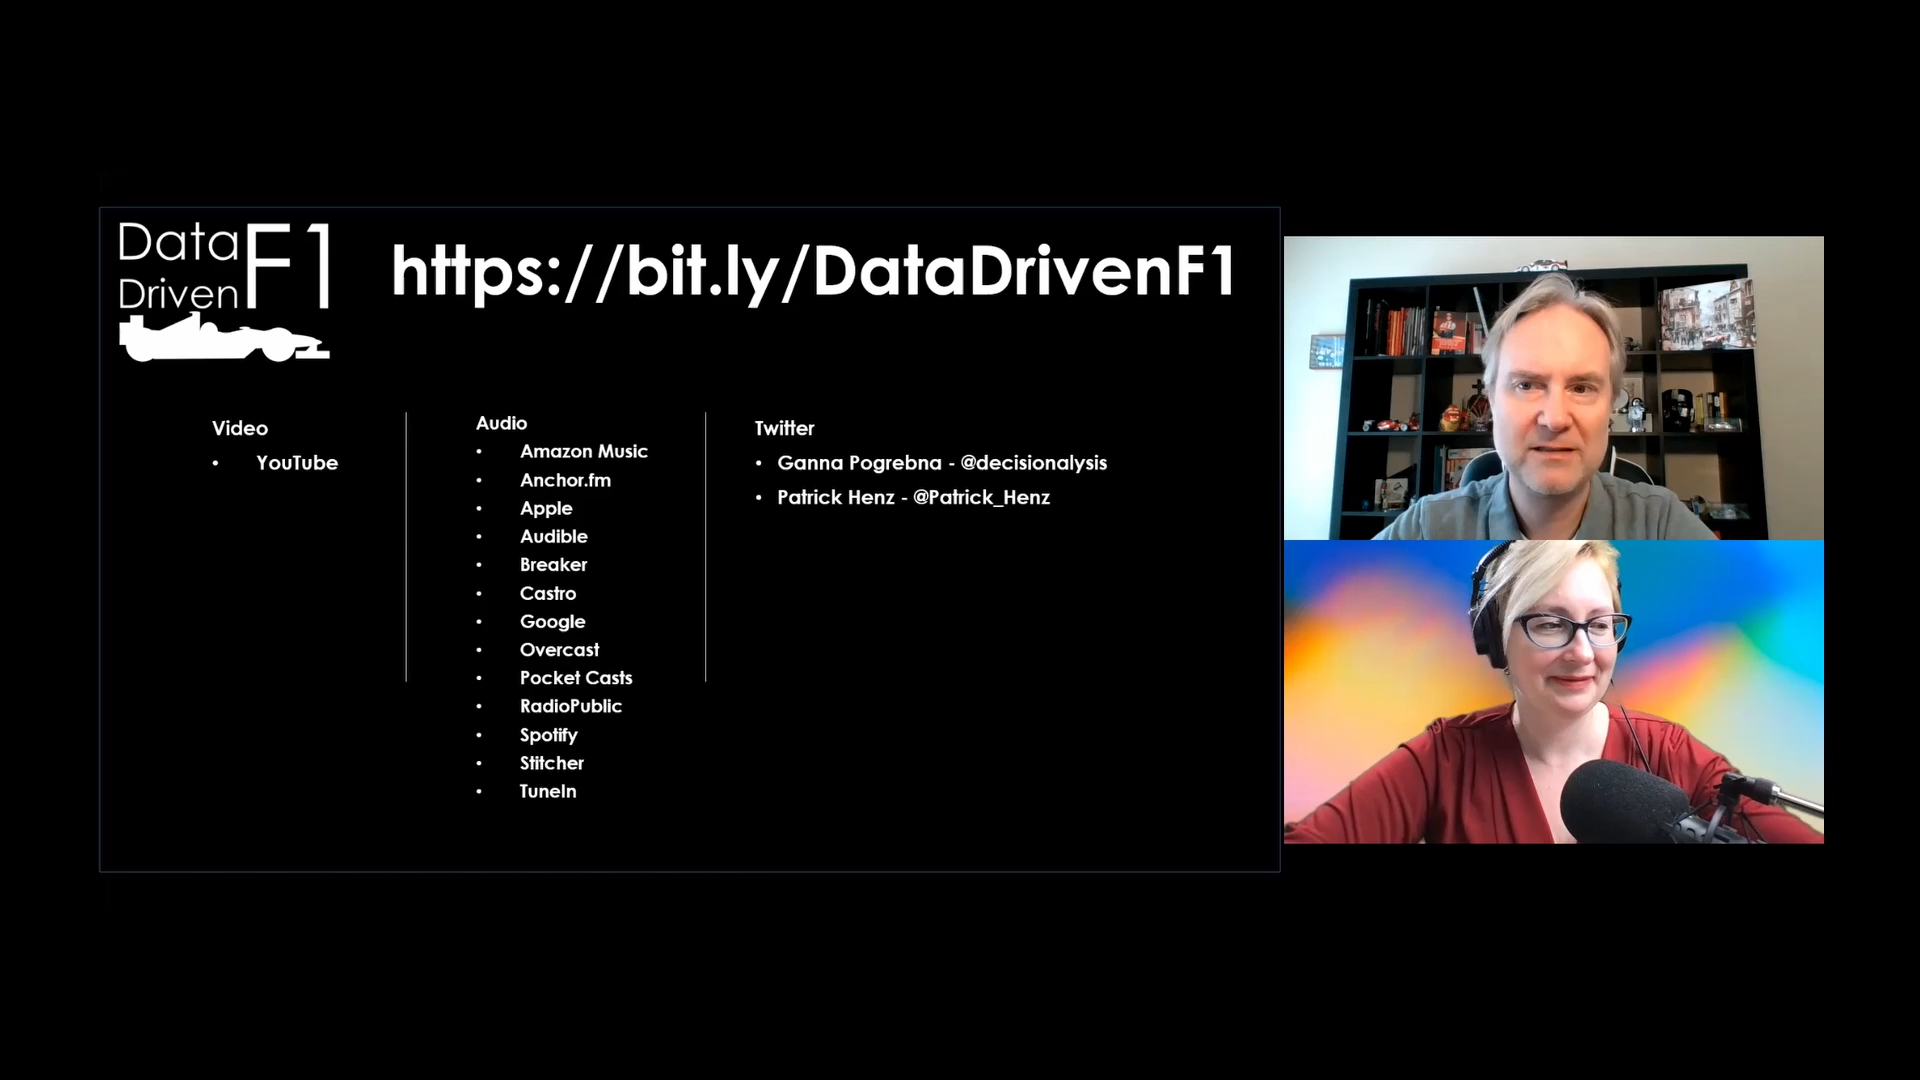 Data F1
Driven
https://bit.ly/DataDrivenF1
Video
• YouTube
Audio
• Amazon Music
• Anchor.fm
• Apple
• Audible
• Breaker
• Castro
• Google
• Overcast
• Pocket Casts
• RadioPublic
• Spotify
• Stitcher
• TuneIn
Twitter
• Ganna Pogrebna - @decisionalysis
• Patrick Henz - @Patrick_Henz